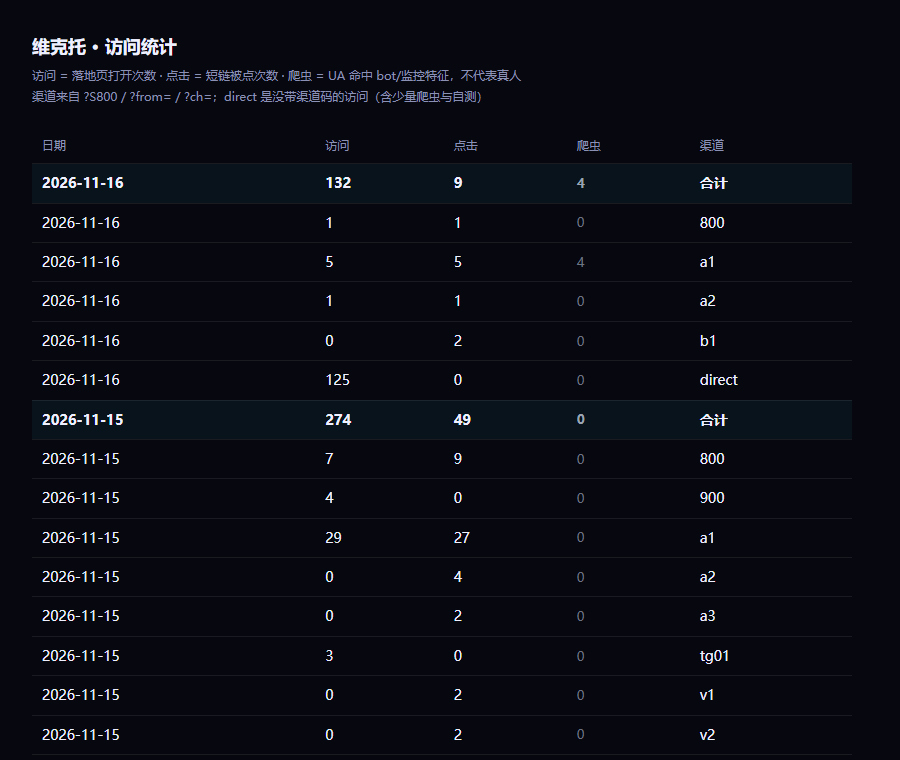 维克托 · 访问统计
访问 = 落地页打开次数 · 点击 = 短链被点次数 · 爬虫 = UA 命中 bot/监控特征，不代表真人
渠道来自 ?S800 / ?from= / ?ch=；direct 是没带渠道码的访问（含少量爬虫与自测）
日期 访问 点击 爬虫 渠道
2026-11-16 132 9 4 合计
2026-11-16 1 1 0 800
2026-11-16 5 5 4 a1
2026-11-16 1 1 0 a2
2026-11-16 0 2 0 b1
2026-11-16 125 0 0 direct
2026-11-15 274 49 0 合计
2026-11-15 7 9 0 800
2026-11-15 4 0 0 900
2026-11-15 29 27 0 a1
2026-11-15 0 4 0 a2
2026-11-15 0 2 0 a3
2026-11-15 3 0 0 tg01
2026-11-15 0 2 0 v1
2026-11-15 0 2 0 v2